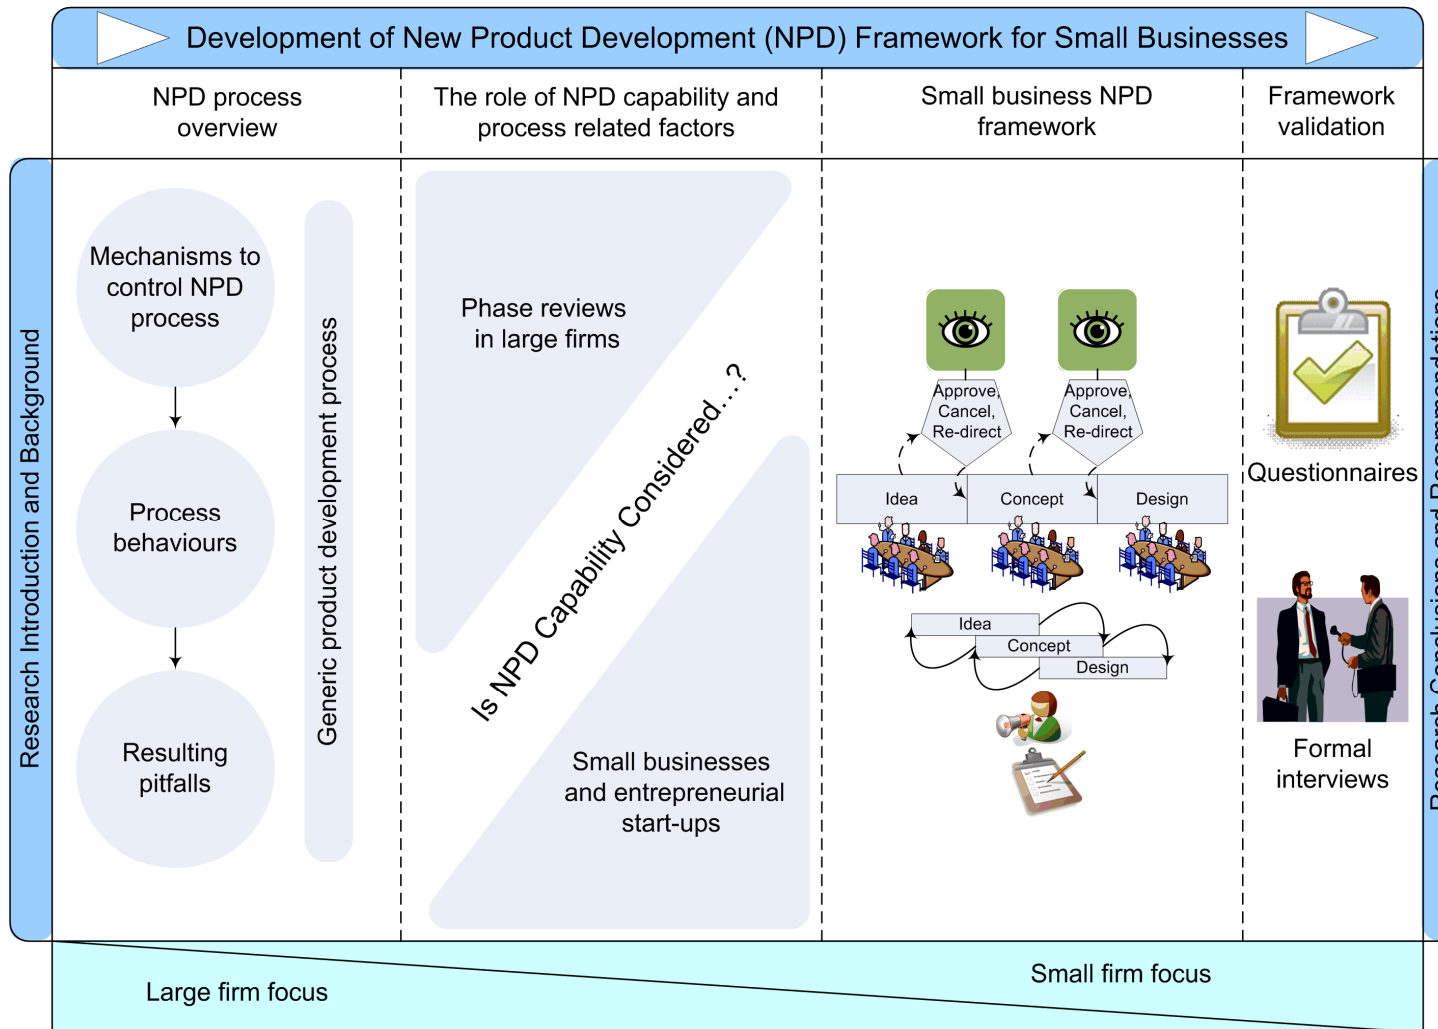 Development of New Product Development (NPD) Framework for Small Businesses
NPD process
overview
The role of NPD capability and
process related factors
Small business NPD
framework
Framework
validation
Research Introduction and Background
Mechanisms to
control NPD
process
Process
behaviours
Resulting
pitfalls
Generic product development process
Phase reviews
in large firms
Is NPD Capability Considered…?
Small businesses
and entrepreneurial
start-ups
Approve,
Cancel,
Re-direct
Approve,
Cancel,
Re-direct
Idea
Concept
Design
Idea
Concept
Design
Questionnaires
Formal
interviews
Research Conclusions and Recommendations
Large firm focus
Small firm focus